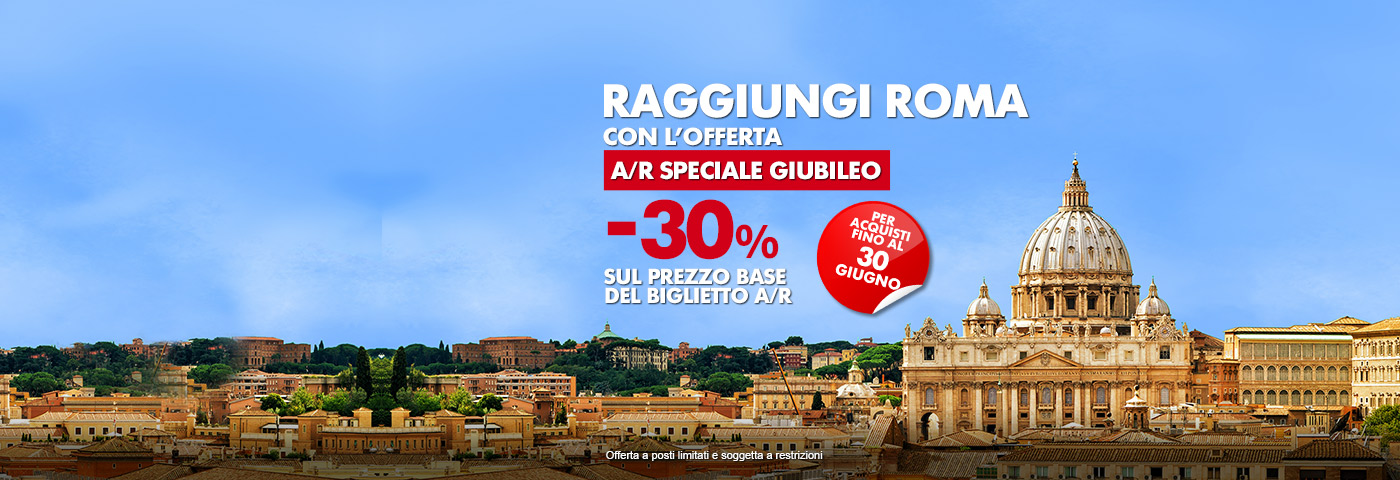 RAGGIUNGI ROMA
CON L'OFFERTA
A/R SPECIALE GIUBILEO
-30%
SUL PREZZO BASE
DEL BIGLIETTO A/R
PER
ACQUISTI
FINO AL
30
GIUGNO
Offerta a posti limitati e soggetta a restrizioni